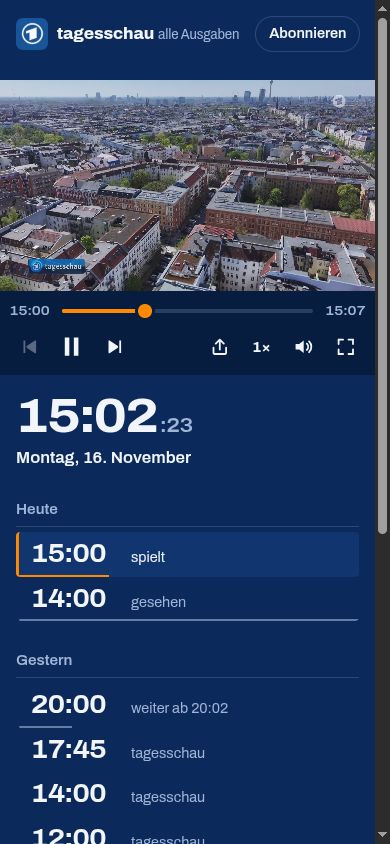 tagesschau alle Ausgaben Abonnieren
tagesschau
15:00 15:07
1×
15:02:23
Montag, 16. November
Heute
15:00 spielt
14:00 gesehen
Gestern
20:00 weiter ab 20:02
17:45 tagesschau
14:00 tagesschau
12:00 tagesschau